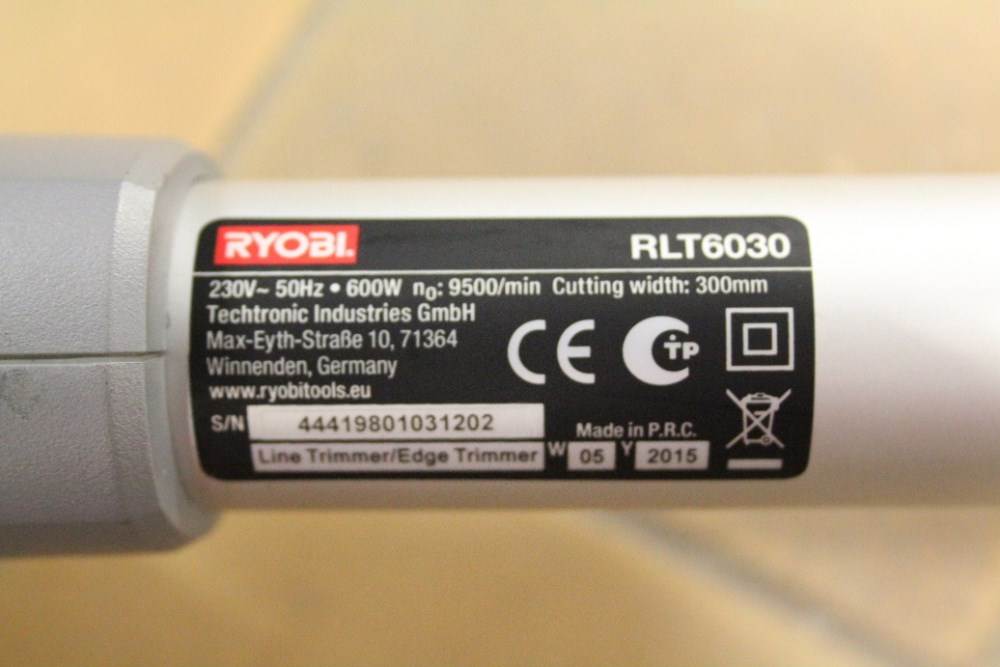 RYOBI. RLT6030
230V~ 50Hz • 600W n₀: 9500/min Cutting width: 300mm
Techtronic Industries GmbH
Max-Eyth-Straße 10, 71364
Winnenden, Germany
www.ryobitools.eu
CE TP
S/N 44419801031202
Made in P.R.C.
Line Trimmer/Edge Trimmer W 05 Y 2015